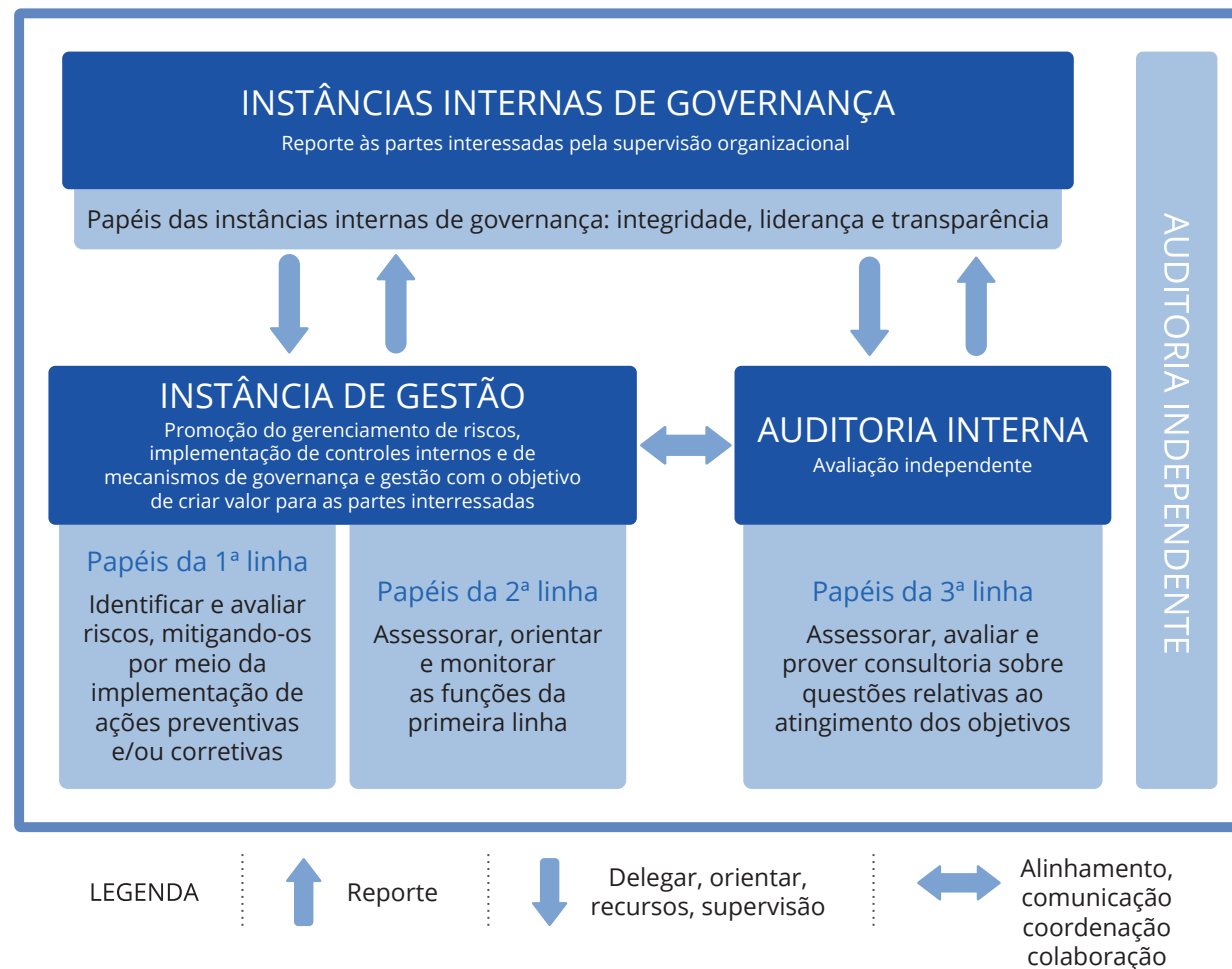 INSTÂNCIAS INTERNAS DE GOVERNANÇA
Reporte às partes interessadas pela supervisão organizacional
Papéis das instâncias internas de governança: integridade, liderança e transparência
INSTÂNCIA DE GESTÃO
Promoção do gerenciamento de riscos,
implementação de controles internos e de
mecanismos de governança e gestão com o objetivo
de criar valor para as partes interressadas
Papéis da 1ª linha
Identificar e avaliar
riscos, mitigando-os
por meio da
implementação de
ações preventivas
e/ou corretivas
Papéis da 2ª linha
Assessorar, orientar
e monitorar
as funções da
primeira linha
AUDITORIA INTERNA
Avaliação independente
Papéis da 3ª linha
Assessorar, avaliar e
prover consultoria sobre
questões relativas ao
atingimento dos objetivos
AUDITORIA INDEPENDENTE
LEGENDA
Reporte
Delegar, orientar,
recursos, supervisão
Alinhamento,
comunicação
coordenação
colaboração